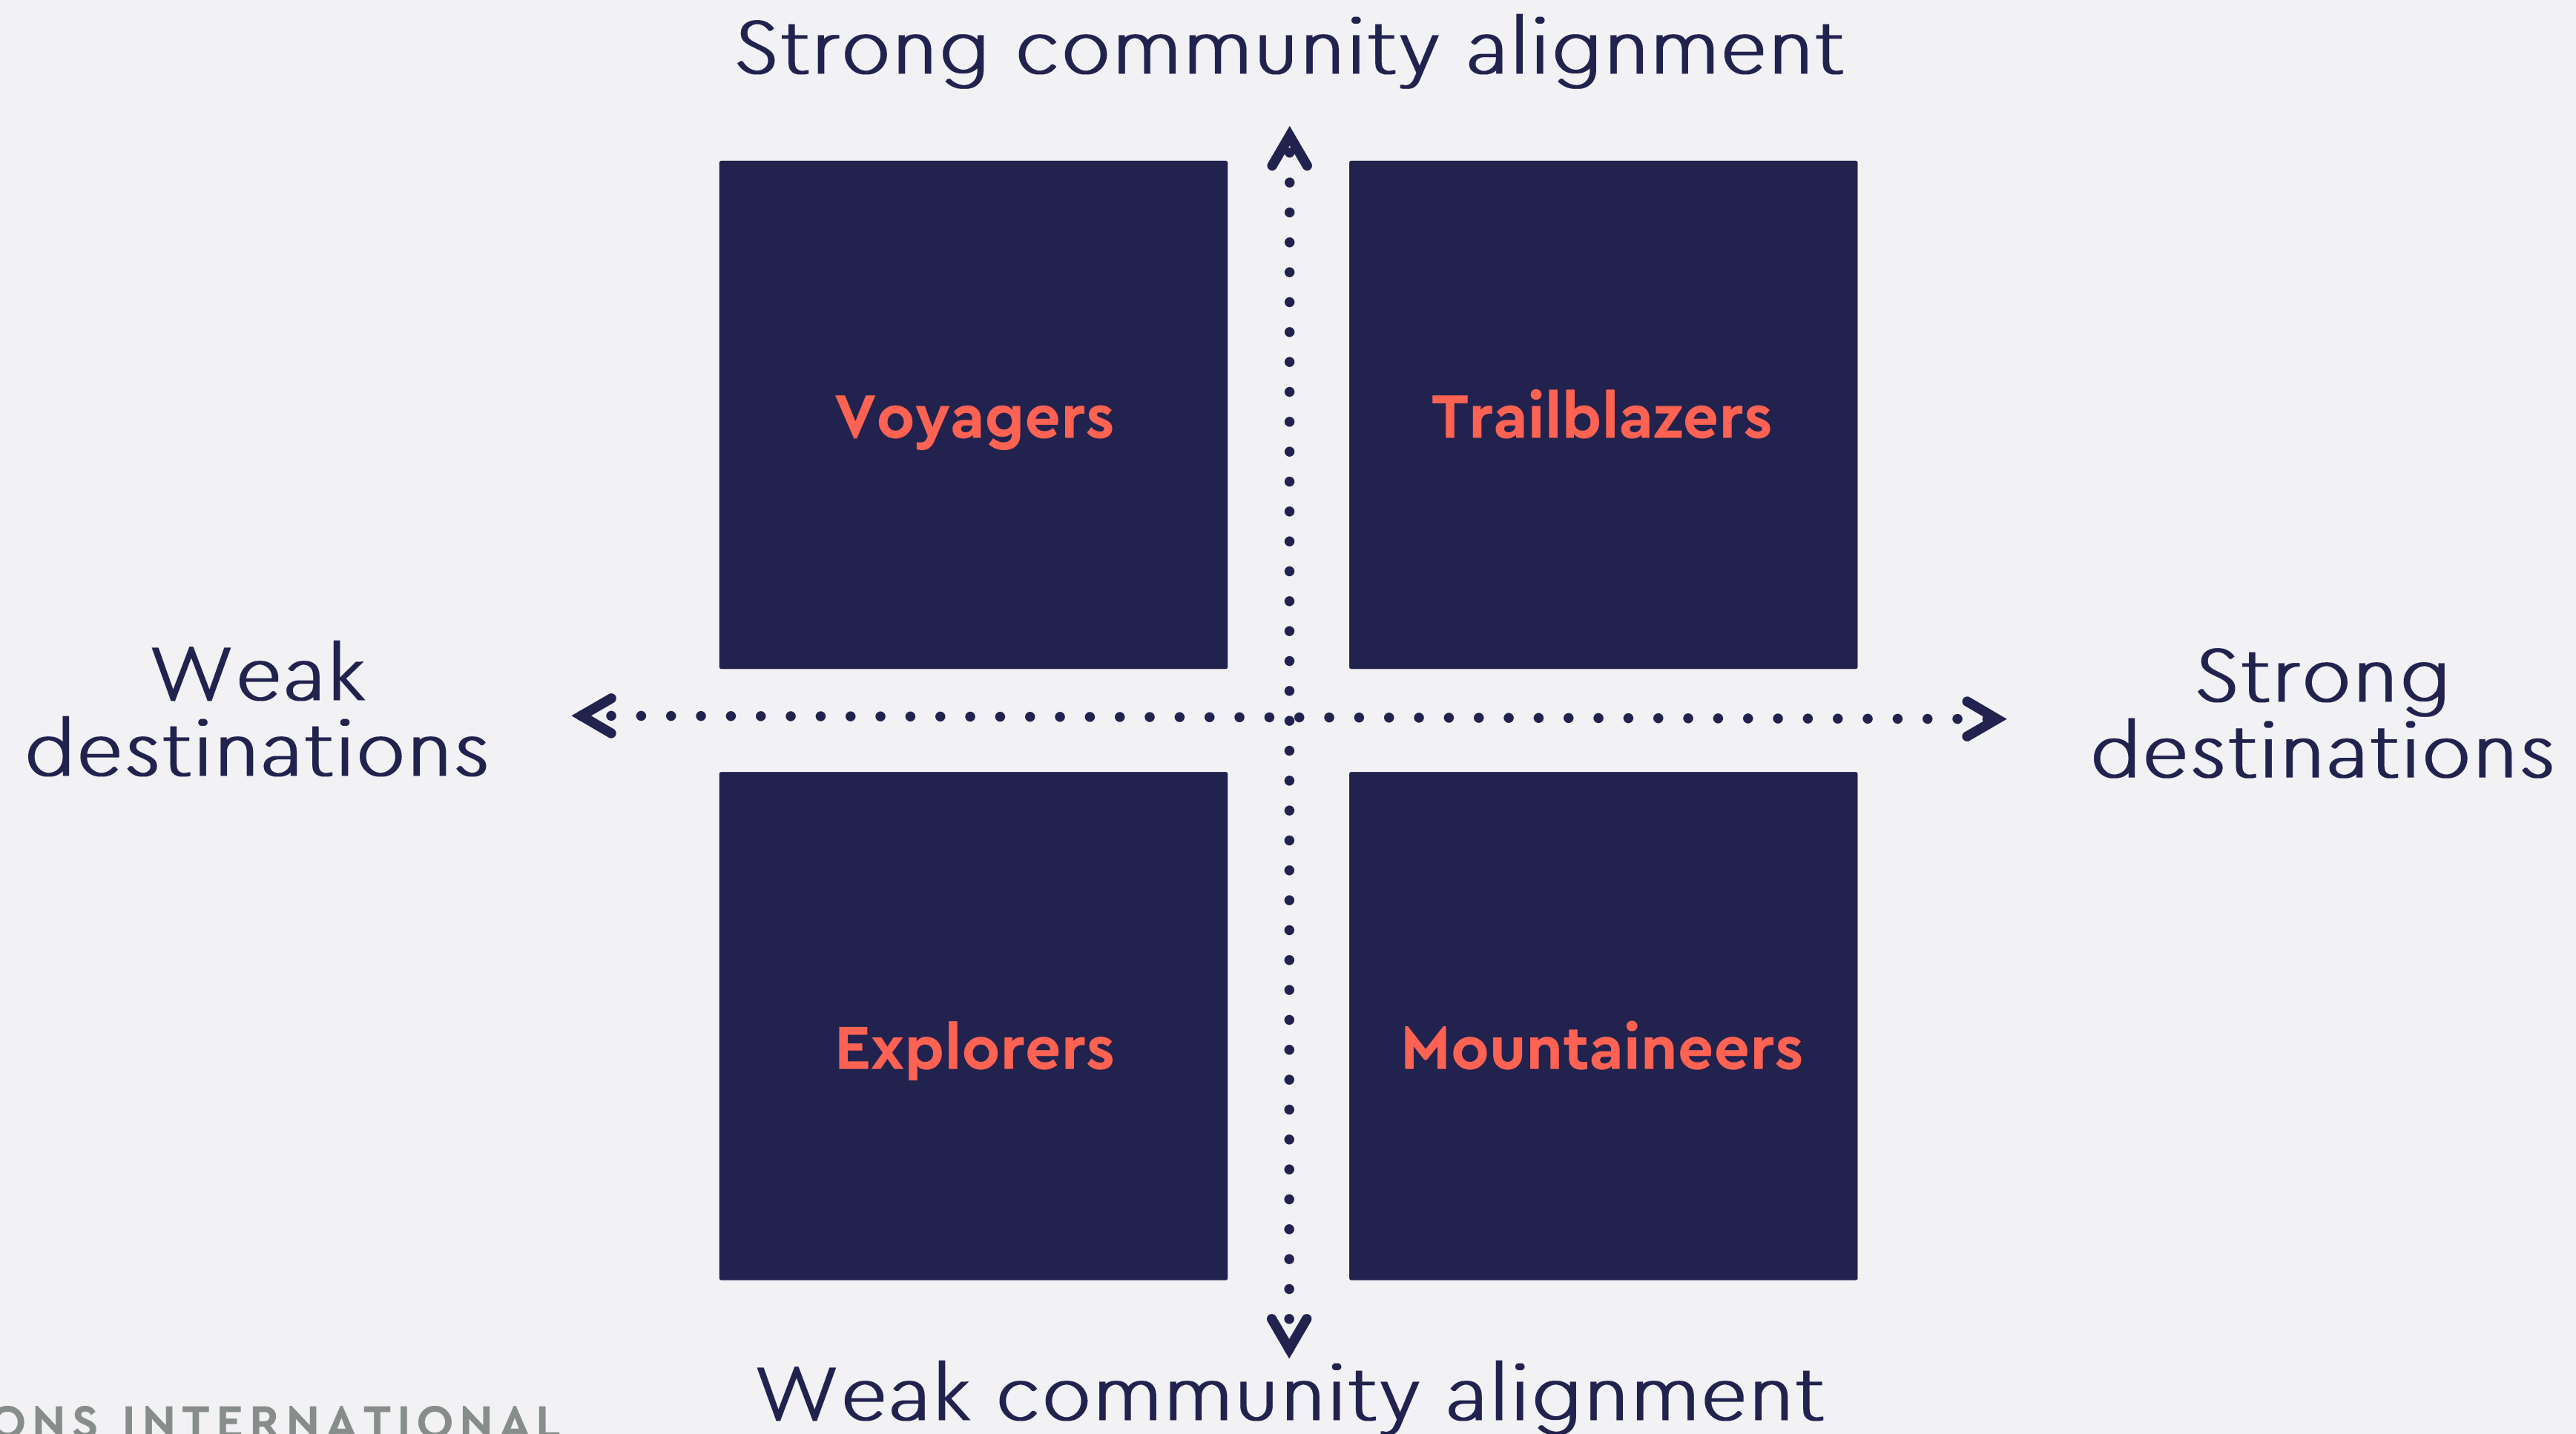 Strong community alignment
Voyagers
Trailblazers
Weak
destinations
Strong
destinations
Explorers
Mountaineers
Weak community alignment
INTERNATIONAL